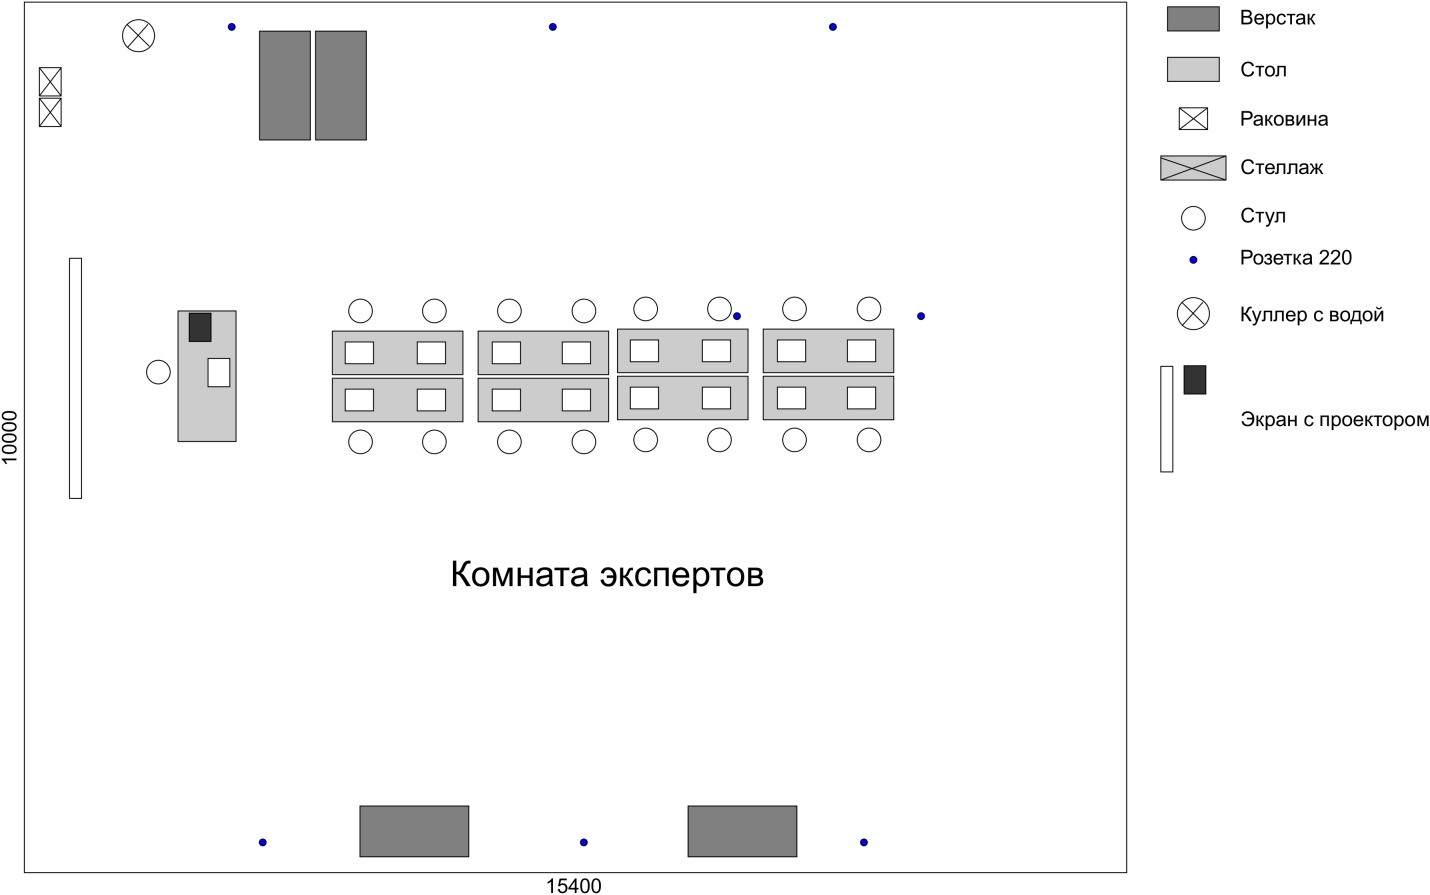 Верстак
Стол
Раковина
Стеллаж
Стул
Розетка 220
Куллер с водой
Экран с проектором
10000
Комната экспертов
15400